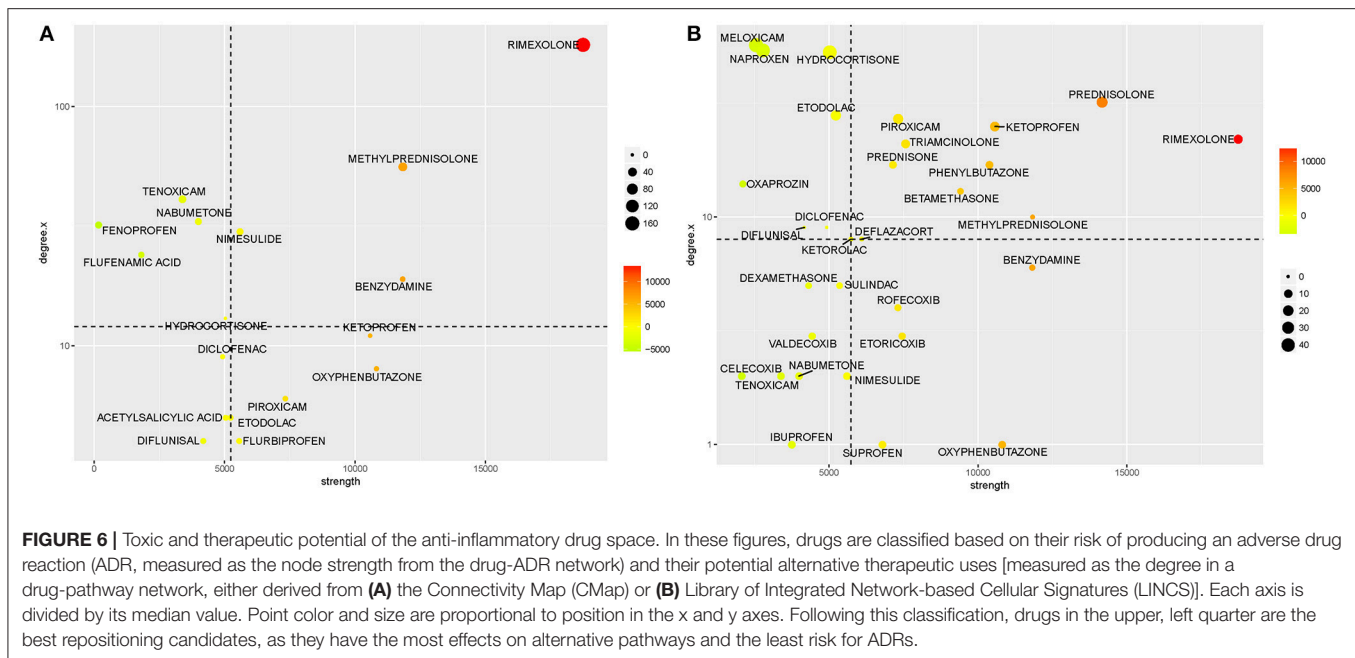 A
RIMEXOLONE
100
METHYLPREDNISOLONE
TENOXICAM
NABUMETONE
FENOPROFEN
NIMESULIDE
FLUFENAMIC ACID
BENZYDAMINE
HYDROCORTISONE
KETOPROFEN
10
DICLOFENAC
OXYPHENBUTAZONE
PIROXICAM
ACETYLSALICYLIC ACID
ETODOLAC
DIFLUNISAL
FLURBIPROFEN
degree.x
0
5000
10000
15000
strength
0
40
80
120
160
10000
5000
0
−5000
B
MELOXICAM
NAPROXEN
HYDROCORTISONE
PREDNISOLONE
ETODOLAC
PIROXICAM
KETOPROFEN
RIMEXOLONE
TRIAMCINOLONE
PREDNISONE
PHENYLBUTAZONE
OXAPROZIN
BETAMETHASONE
10
DICLOFENAC
METHYLPREDNISOLONE
DIFLUNISAL
DEFLAZACORT
KETOROLAC
BENZYDAMINE
DEXAMETHASONE
SULINDAC
ROFECOXIB
VALDECOXIB
ETORICOXIB
CELECOXIB
NABUMETONE
TENOXICAM
NIMESULIDE
IBUPROFEN
1
SUPROFEN
OXYPHENBUTAZONE
degree.x
5000
10000
15000
strength
10000
5000
0
0
10
20
30
40
FIGURE 6 | Toxic and therapeutic potential of the anti-inflammatory drug space. In these figures, drugs are classified based on their risk of producing an adverse drug
reaction (ADR, measured as the node strength from the drug-ADR network) and their potential alternative therapeutic uses [measured as the degree in a
drug-pathway network, either derived from (A) the Connectivity Map (CMap) or (B) Library of Integrated Network-based Cellular Signatures (LINCS)]. Each axis is
divided by its median value. Point color and size are proportional to position in the x and y axes. Following this classification, drugs in the upper, left quarter are the
best repositioning candidates, as they have the most effects on alternative pathways and the least risk for ADRs.